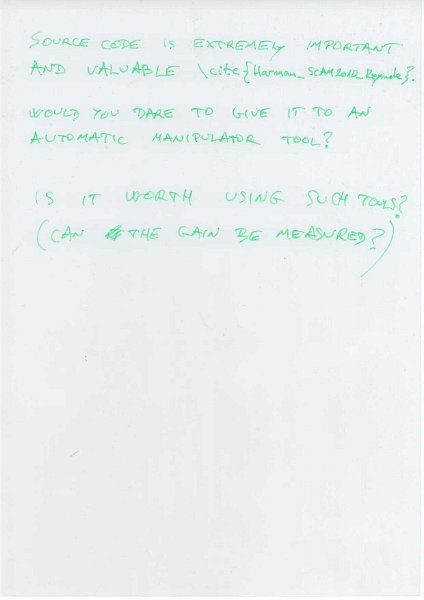 SOURCE CODE IS EXTREMELY IMPORTANT
AND VALUABLE \cite{Harman_SCAM2010_Keynote}.
WOULD YOU DARE TO GIVE IT TO AN
AUTOMATIC MANIPULATOR TOOL?
IS IT WORTH USING SUCH TOOLS?
(CAN THE GAIN BE MEASURED?)